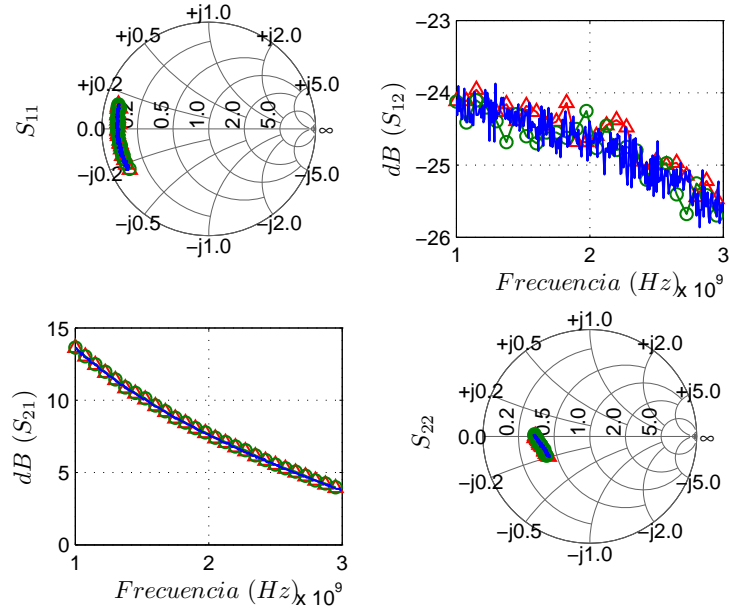 +j1.0
+j0.5
+j2.0
+j0.2
+j5.0
0.2
1.0
2.0
5.0
0.0
∞
−j0.2
−j5.0
−j0.5
−j2.0
−j1.0
S11
−23
−24
−25
−26
1
2
3
dB (S12)
Frecuencia (Hz)
x 10^9
15
10
5
0
1
2
3
dB (S21)
Frecuencia (Hz)
x 10^9
+j1.0
+j0.5
+j2.0
+j0.2
+j5.0
0.2
0.5
1.0
2.0
5.0
0.0
∞
−j0.2
−j5.0
−j0.5
−j2.0
−j1.0
S22